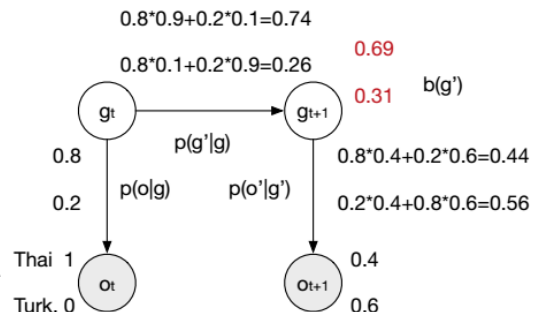 0.8*0.9+0.2*0.1=0.74
0.8*0.1+0.2*0.9=0.26
0.69
0.31
b(g')
gt
gt+1
p(g'|g)
0.8
0.2
p(o|g)
p(o'|g')
0.8*0.4+0.2*0.6=0.44
0.2*0.4+0.8*0.6=0.56
Thai 1
Turk. 0
ot
ot+1
0.4
0.6